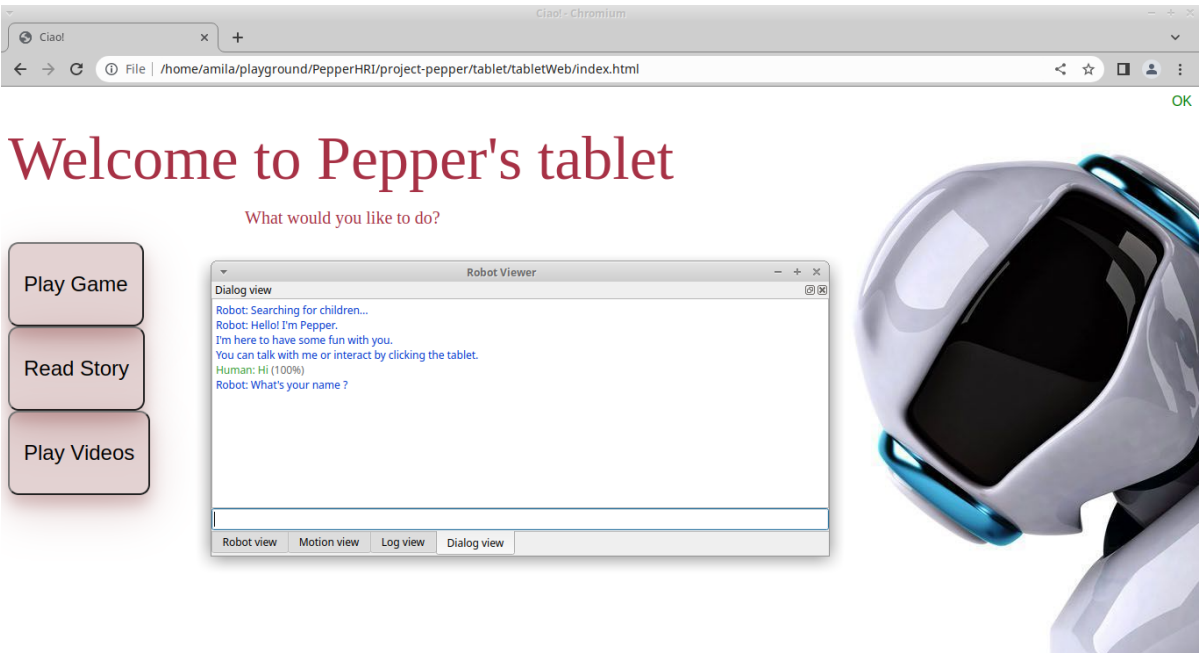 Ciao! - Chromium
Ciao!
File /home/amila/playground/PepperHRI/project-pepper/tablet/tabletWeb/index.html
OK
Welcome to Pepper's tablet
What would you like to do?
Play Game
Read Story
Play Videos
Robot Viewer
Dialog view
Robot: Searching for children...
Robot: Hello! I'm Pepper.
I'm here to have some fun with you.
You can talk with me or interact by clicking the tablet.
Human: Hi (100%)
Robot: What's your name ?
Robot view Motion view Log view Dialog view